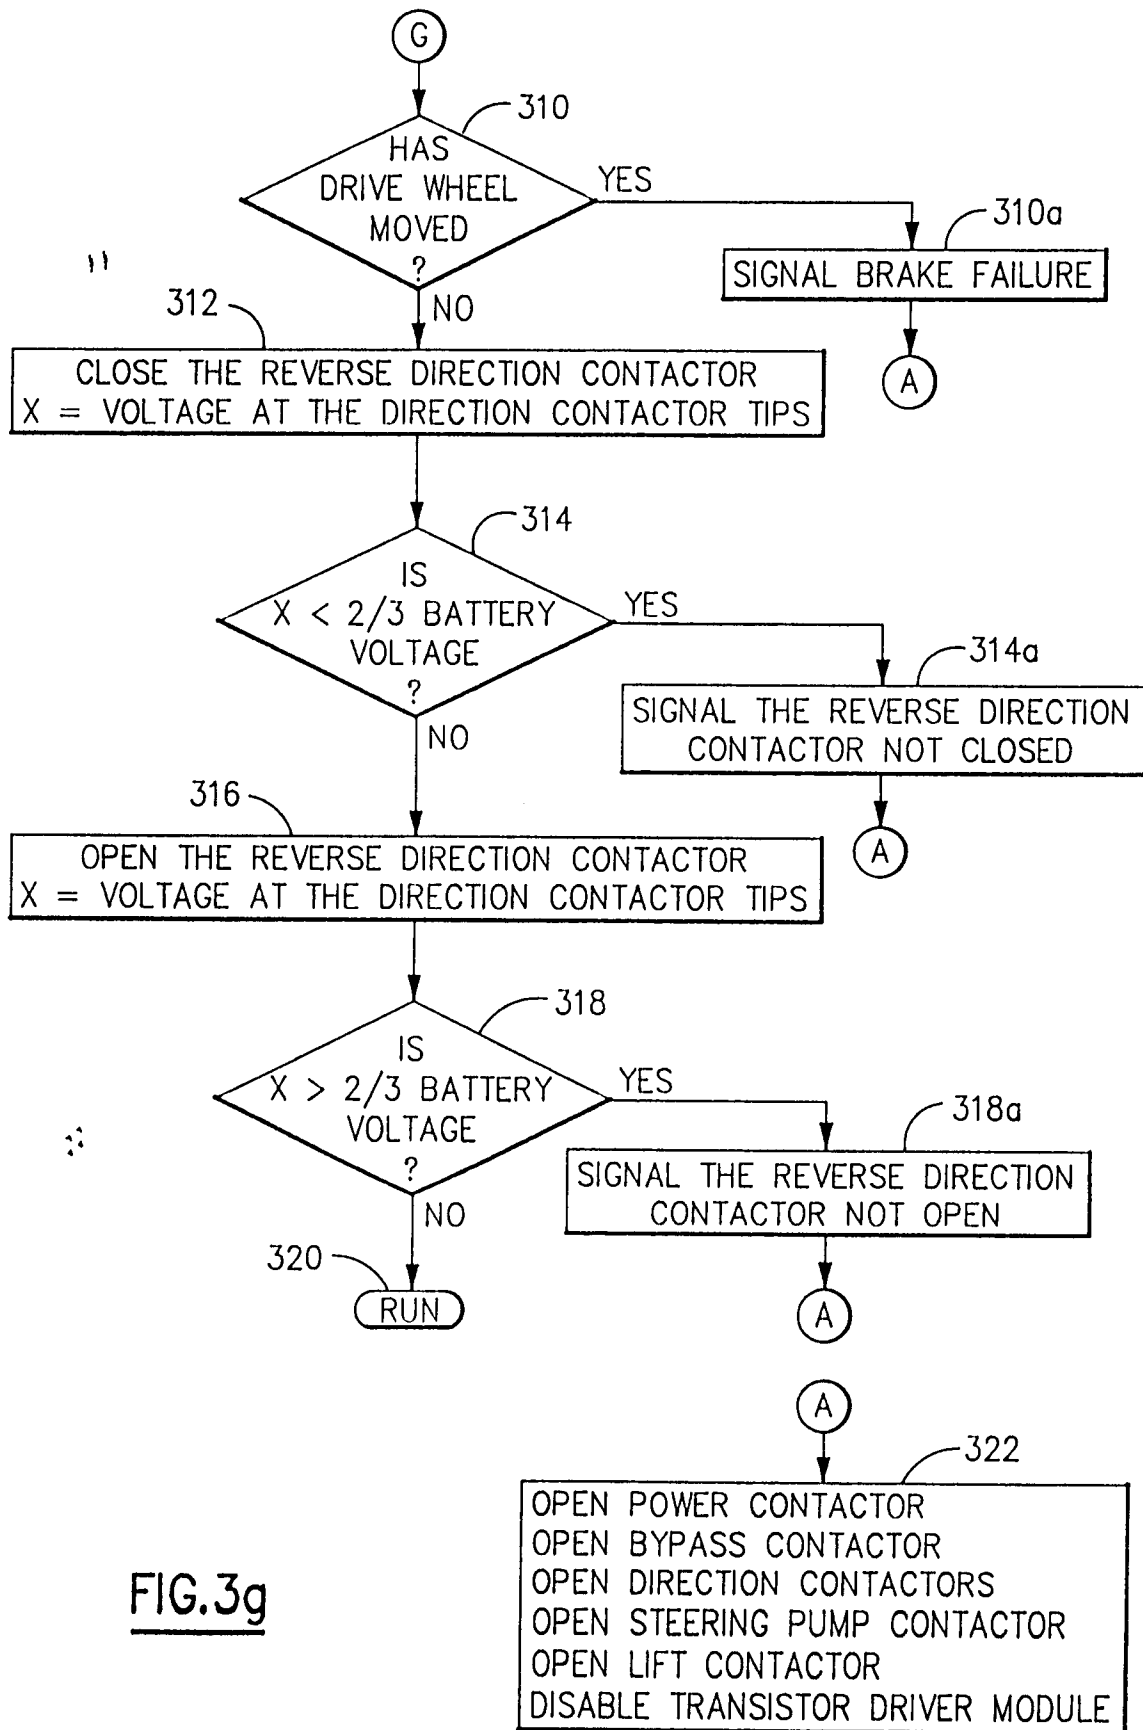 G
310
HAS
DRIVE WHEEL
MOVED
?
YES
310a
SIGNAL BRAKE FAILURE
A
NO
312
CLOSE THE REVERSE DIRECTION CONTACTOR
X = VOLTAGE AT THE DIRECTION CONTACTOR TIPS
314
IS
X < 2/3 BATTERY
VOLTAGE
?
YES
314a
SIGNAL THE REVERSE DIRECTION
CONTACTOR NOT CLOSED
A
NO
316
OPEN THE REVERSE DIRECTION CONTACTOR
X = VOLTAGE AT THE DIRECTION CONTACTOR TIPS
318
IS
X > 2/3 BATTERY
VOLTAGE
?
YES
318a
SIGNAL THE REVERSE DIRECTION
CONTACTOR NOT OPEN
A
NO
320
RUN
A
322
OPEN POWER CONTACTOR
OPEN BYPASS CONTACTOR
OPEN DIRECTION CONTACTORS
OPEN STEERING PUMP CONTACTOR
OPEN LIFT CONTACTOR
DISABLE TRANSISTOR DRIVER MODULE
FIG.3g